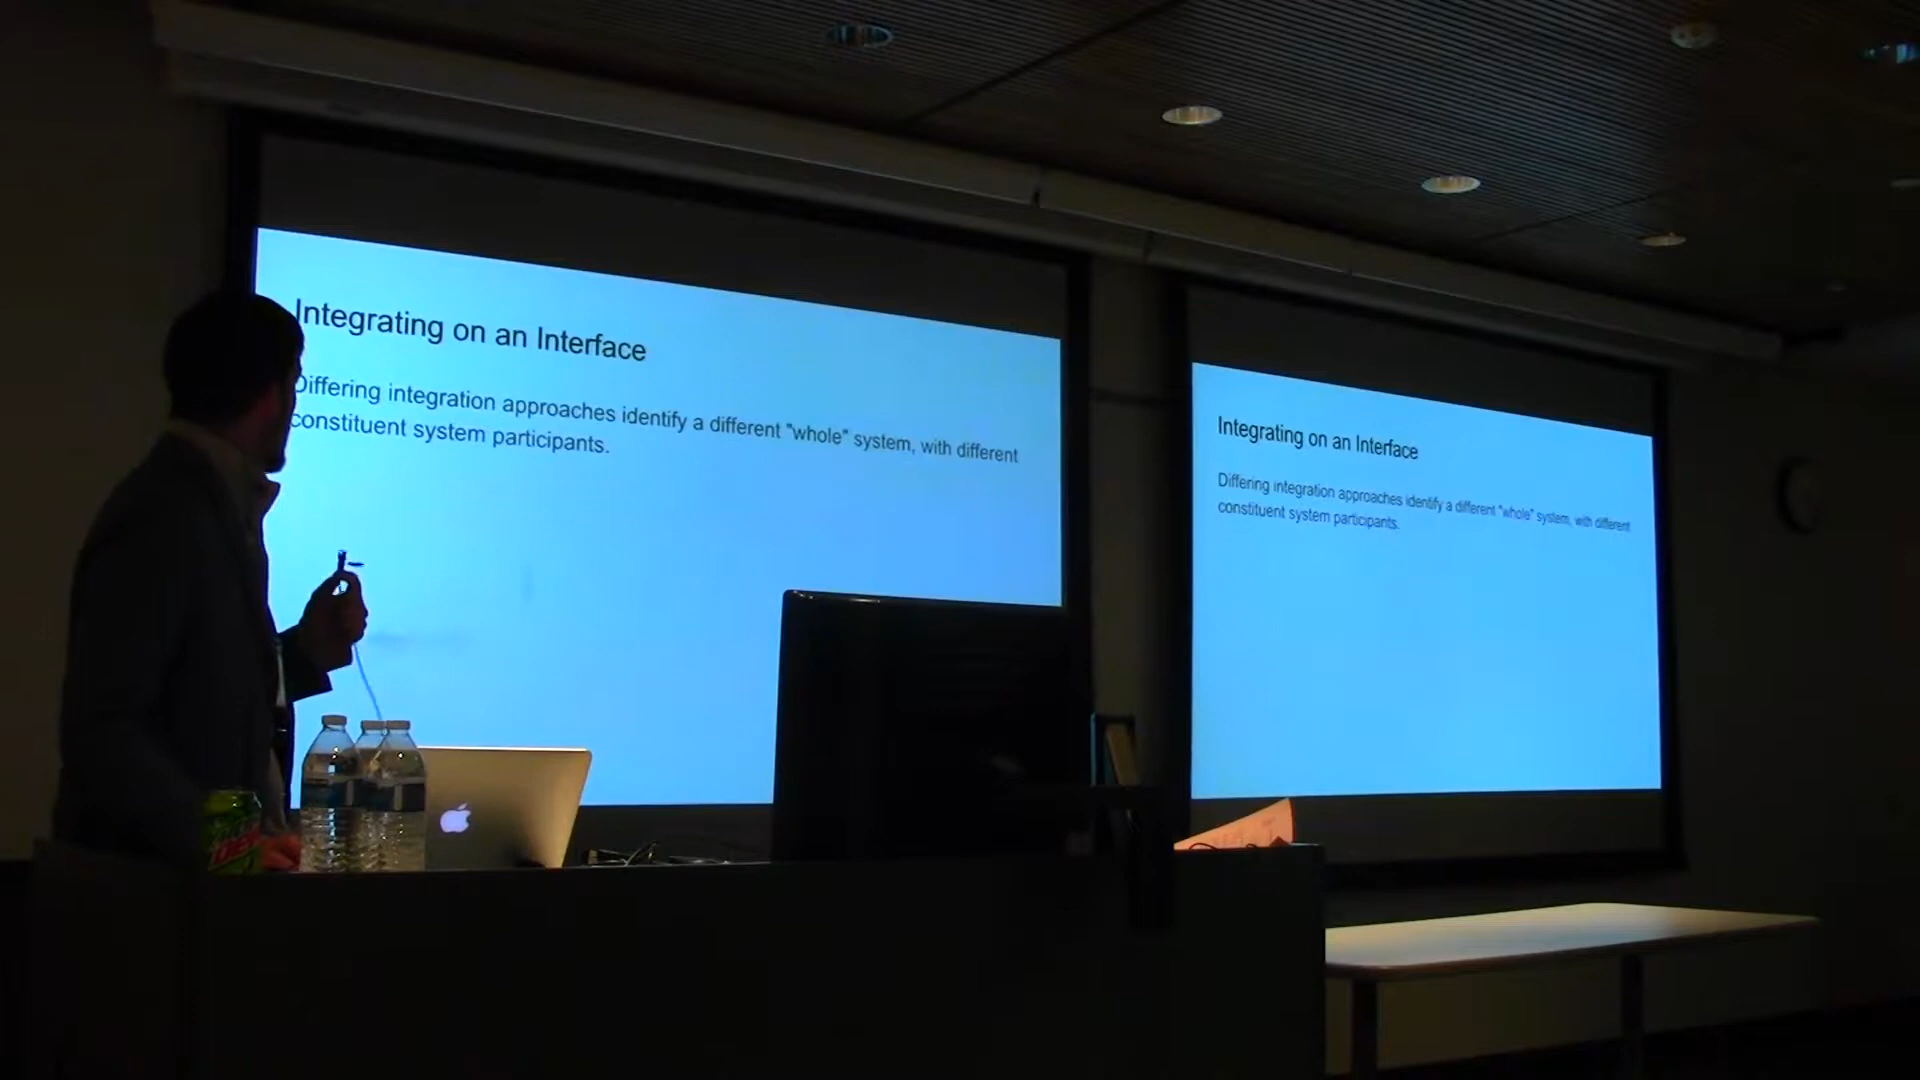 Integrating on an Interface
Differing integration approaches identify a different "whole" system, with different
constituent system participants.
Integrating on an Interface
Differing integration approaches identify a different "whole" system, with different
constituent system participants.
DEW